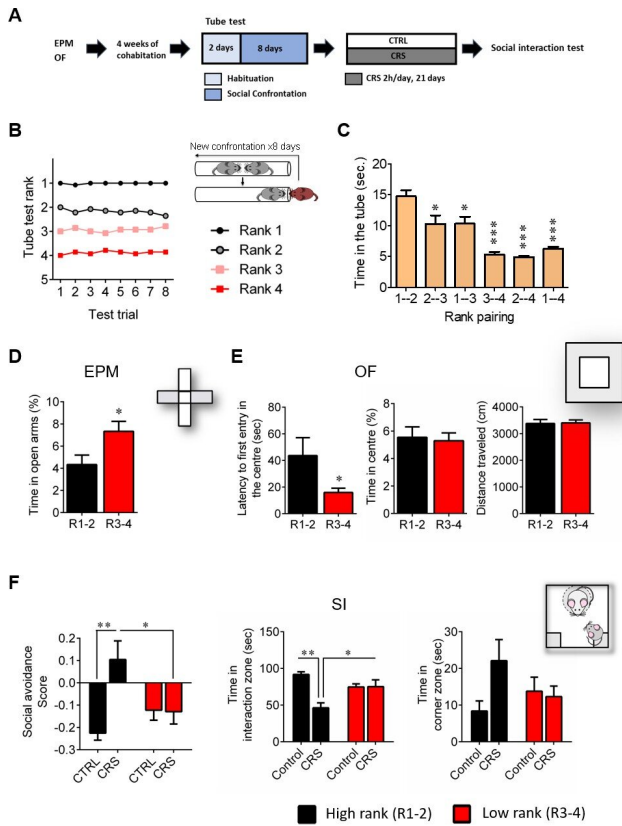 A
EPM
OF
4 weeks of
cohabitation
Tube test
2 days
8 days
Habituation
Social Confrontation
CTRL
CRS
CRS 2h/day, 21 days
Social interaction test
B
New confrontation x8 days
Tube test rank
1
2
3
4
5
1 2 3 4 5 6 7 8
Test trial
Rank 1
Rank 2
Rank 3
Rank 4
C
Time in the tube (sec.)
20
15
10
5
0
* * *** *** ***
1--2 2--3 1--3 3--4 2--4 1--4
Rank pairing
D
EPM
Time in open arms (%)
10
8
6
4
2
0
*
R1-2 R3-4
E
OF
Latency to first entry in
the centre (sec)
80
60
40
20
0
*
R1-2 R3-4
Time in centre (%)
8
6
4
2
0
R1-2 R3-4
Distance traveled (cm)
4000
3000
2000
1000
0
R1-2 R3-4
F
SI
Social avoidance
Score
0.2
0.1
0.0
-0.1
-0.2
-0.3
** *
CTRL CRS CTRL CRS
Time in
interaction zone (sec)
150
100
50
0
** *
Control CRS Control CRS
Time in
corner zone (sec)
40
30
20
10
0
Control CRS Control CRS
High rank (R1-2) Low rank (R3-4)